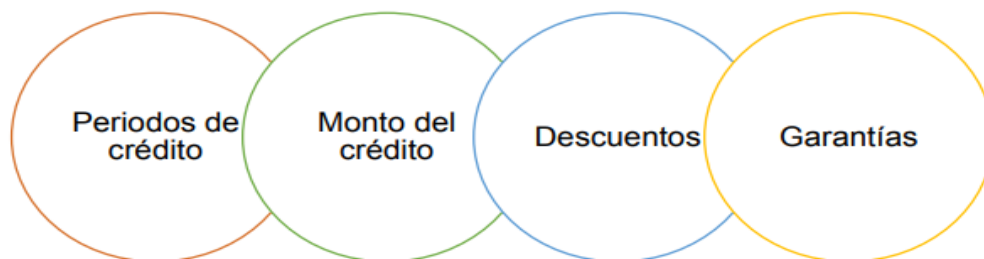 Periodos de
crédito
Monto del
crédito
Descuentos
Garantías